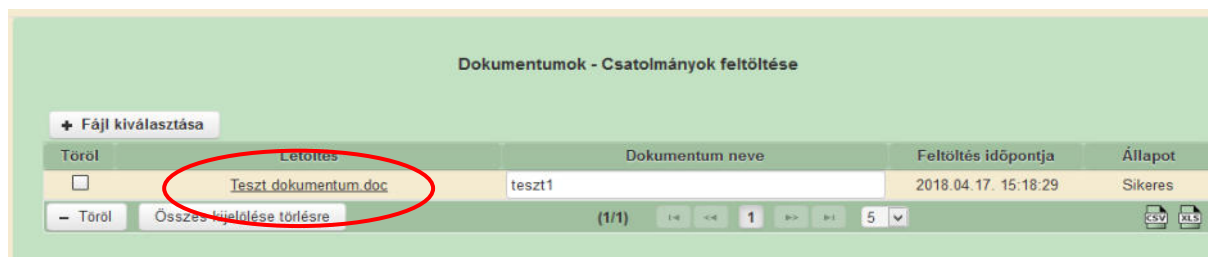 Dokumentumok - Csatolmányok feltöltése
+ Fájl kiválasztása
Töröl Letöltés Dokumentum neve Feltöltés időpontja Állapot
Teszt dokumentum.doc teszt1 2018.04.17. 15:18:29 Sikeres
– Töröl Összes kijelölése törlésre (1/1) 1 5 CSV XLS